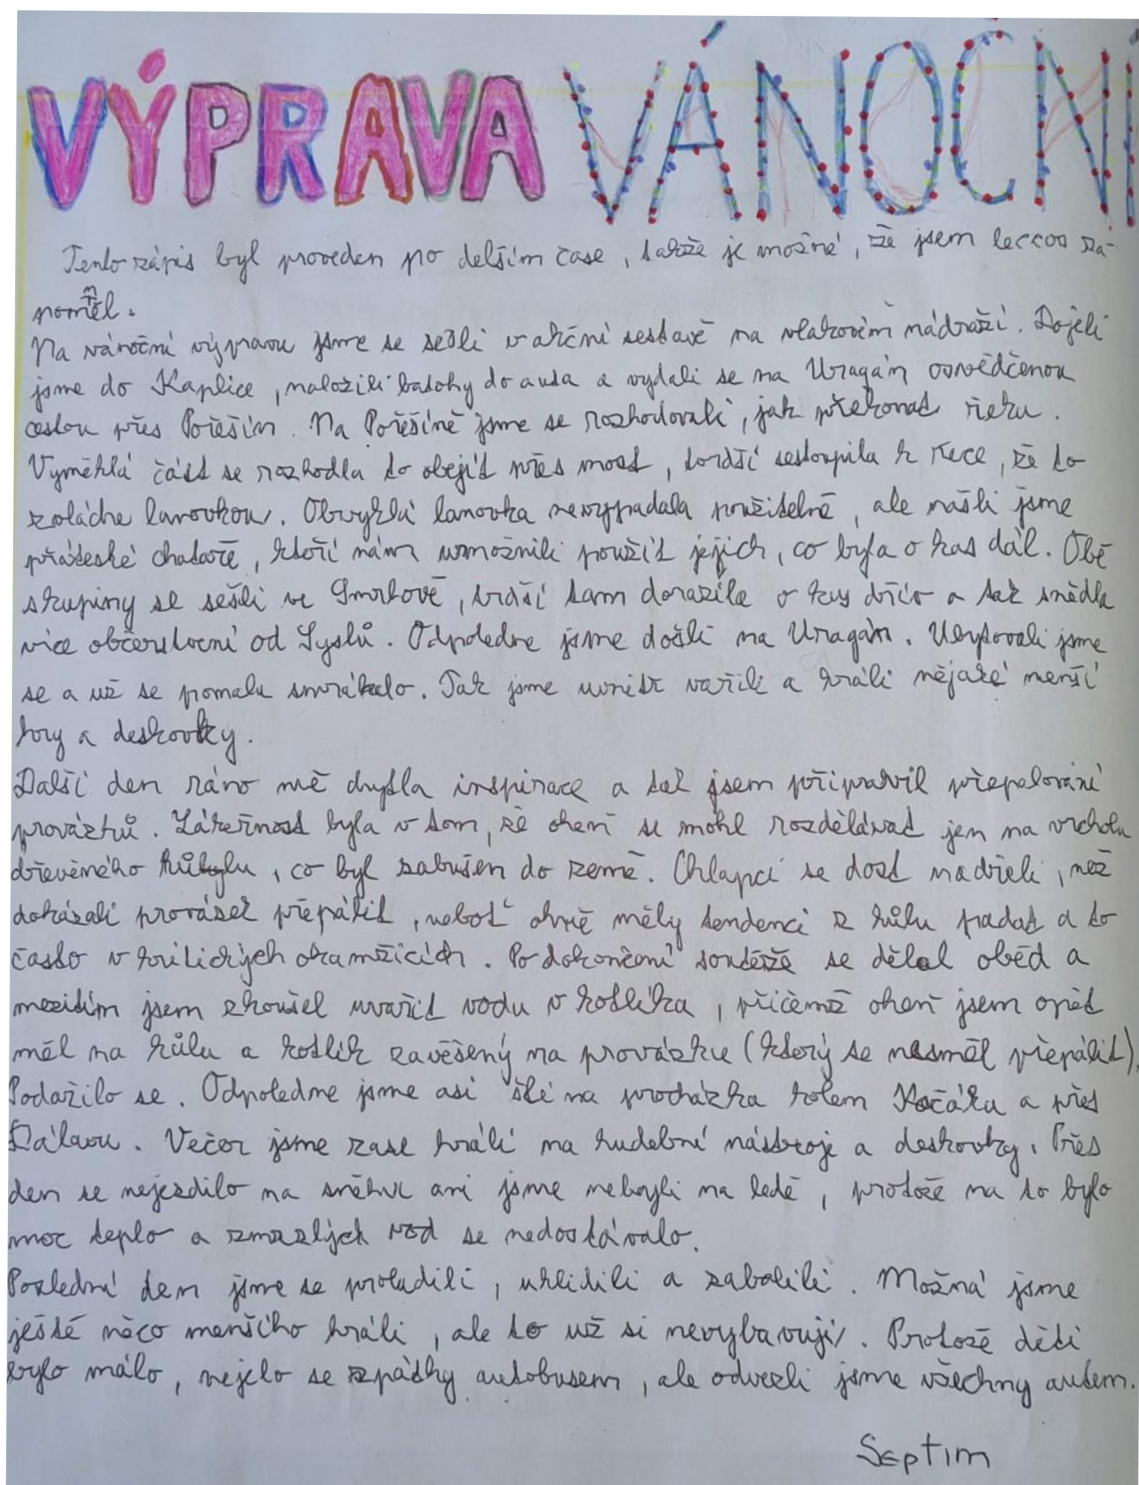 VÝPRAVA VÁNOČNÍ
Tento zápis byl proveden po delším čase, takže je možné, že jsem leccos za-
pomněl.
Na vánoční výpravu jsme se sešli v akční sestavě na vlakovém nádraží. Dojeli
jsme do Kaplice, naložili batohy do auta a vydali se na Uragán osvědčenou
cestou přes Pořešín. Na Pořešíně jsme se rozhodovali, jak překonat řeku.
Vyměklá část se rozhodla to obejít přes most, tvrdší sestoupila k řece, že to
zvládne lanovkou. Obvyklá lanovka nevypadala použitelně, ale našli jsme
přátelské chataře, kteří nám umožnili použít jejich, co byla o kus dál. Obě
skupiny se sešli ve Smrhově, tvrdší tam dorazila o kus dřív a tak snědla
více občerstvení od Syslů. Odpoledne jsme došli na Uragán. Ubytovali jsme
se a už se pomalu smrákalo. Tak jsme uvnitř vařili a hráli nějaké menší
hry a deskovky.
Další den ráno mě chytla inspirace a tak jsem připravil přepalování
provázků. Zákeřnost byla v tom, že oheň se mohl rozdělávat jen na vrcholu
dřevěného kůlu, co byl zabušen do země. Chlapci se dost nadřeli, než
dokázali provázek přepálit, neboť ohně měly tendenci z kůlu padat a to
často v kritických okamžicích. Po dokončení soutěže se dělal oběd a
mezitím jsem zkoušel uvařit vodu v kotlíku, přičemž oheň jsem opět
měl na kůlu a kotlík zavěšený na provázku (který se nesměl přepálit).
Podařilo se. Odpoledne jsme asi šli na procházku kolem Kočáku a přes
Dálavu. Večer jsme zase hráli na hudební nástroje a deskovky. Přes
den se nejezdilo na sněhu ani jsme nebyli na ledě, protože na to bylo
moc teplo a zmrzlých vod se nedostávalo.
Poslední den jsme se probudili, uklidili a zabalili. Možná jsme
ještě něco menšího hráli, ale to už si nevybavuji. Protože dětí
bylo málo, nejelo se zpátky autobusem, ale odvezli jsme všechny autem.
Septim